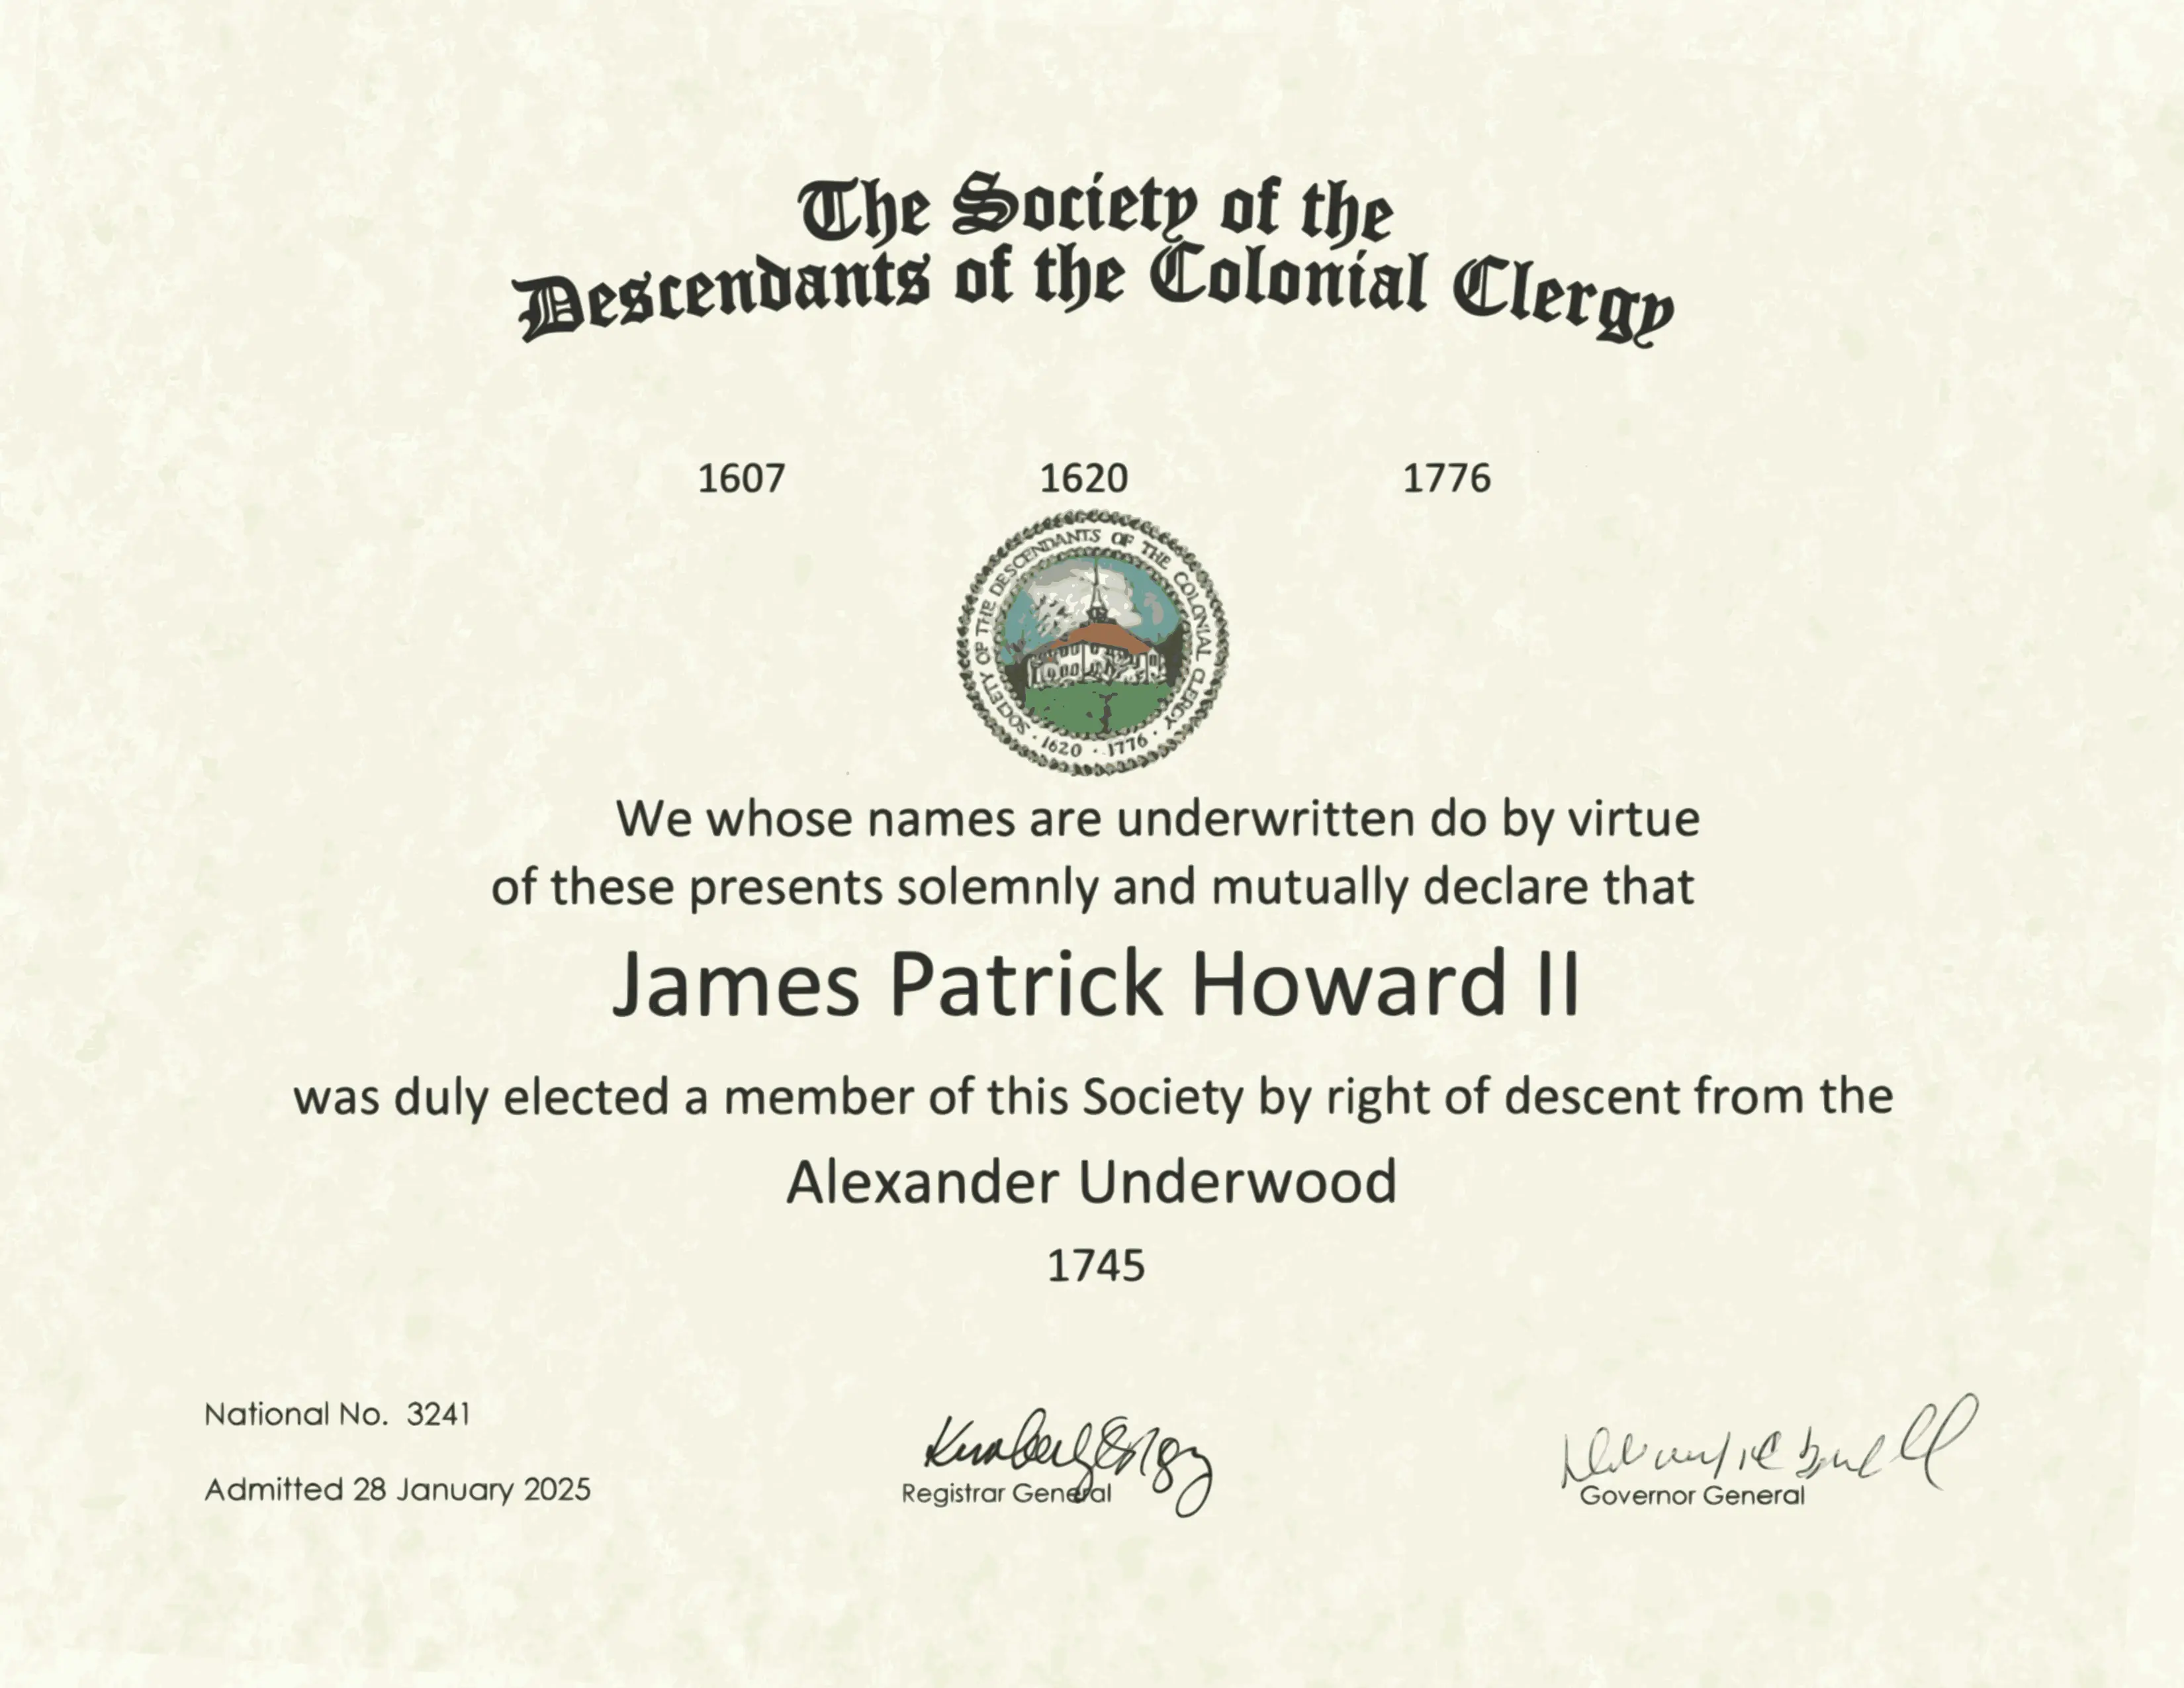 The Society of the
Descendants of the Colonial Clergy
1607 1620 1776
SOCIETY OF THE DESCENDANTS OF THE COLONIAL CLERGY
· 1620 · 1776 ·
We whose names are underwritten do by virtue
of these presents solemnly and mutually declare that
James Patrick Howard II
was duly elected a member of this Society by right of descent from the
Alexander Underwood
1745
National No. 3241
Admitted 28 January 2025
Registrar General
Governor General